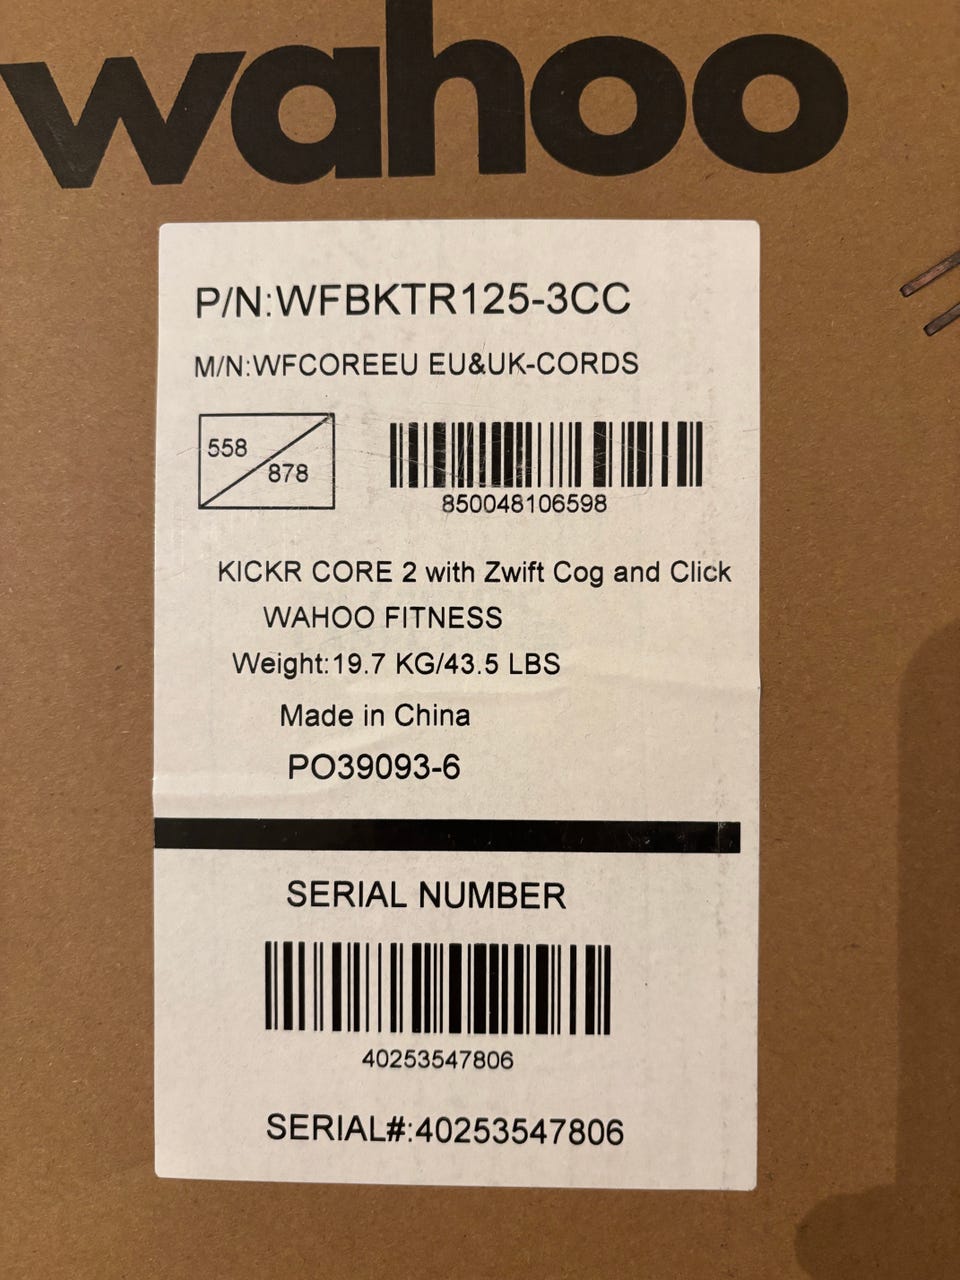 wahoo
P/N:WFBKTR125-3CC
M/N:WFCOREEU EU&UK-CORDS
558
878
850048106598
KICKR CORE 2 with Zwift Cog and Click
WAHOO FITNESS
Weight:19.7 KG/43.5 LBS
Made in China
PO39093-6
SERIAL NUMBER
40253547806
SERIAL#:40253547806